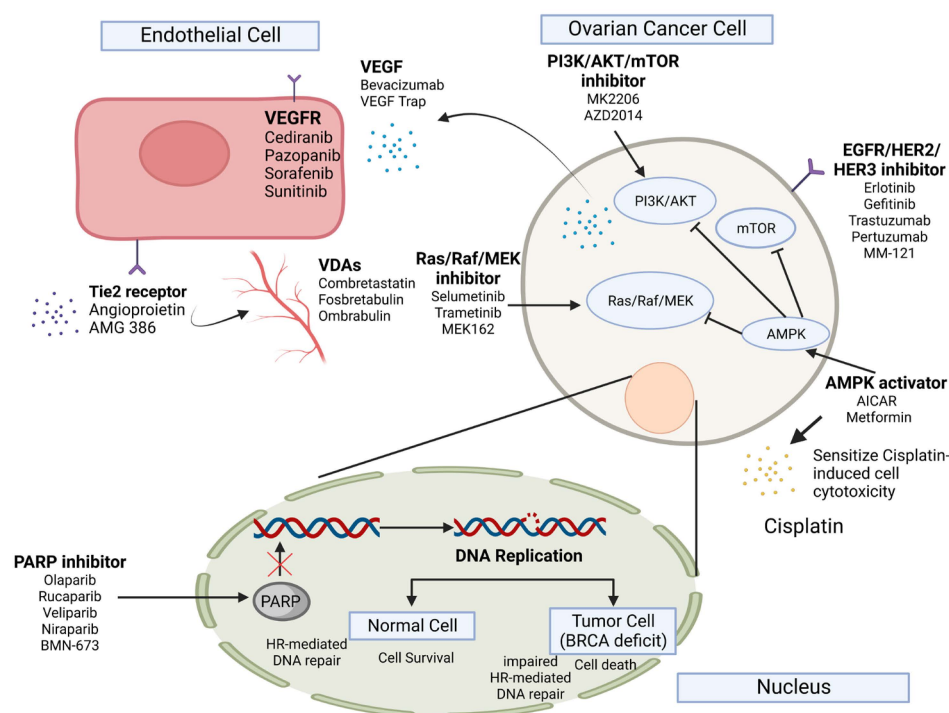 Endothelial Cell
Ovarian Cancer Cell
VEGF
Bevacizumab
VEGF Trap
PI3K/AKT/mTOR
inhibitor
MK2206
AZD2014
VEGFR
Cediranib
Pazopanib
Sorafenib
Sunitinib
EGFR/HER2/
HER3 inhibitor
Erlotinib
Gefitinib
Trastuzumab
Pertuzumab
MM-121
PI3K/AKT
mTOR
Tie2 receptor
Angioproietin
AMG 386
VDAs
Combretastatin
Fosbretabulin
Ombrabulin
Ras/Raf/MEK
inhibitor
Selumetinib
Trametinib
MEK162
Ras/Raf/MEK
AMPK
AMPK activator
AICAR
Metformin
Sensitize Cisplatin-
induced cell
cytotoxicity
Cisplatin
DNA Replication
PARP inhibitor
Olaparib
Rucaparib
Veliparib
Niraparib
BMN-673
PARP
HR-mediated
DNA repair
Normal Cell
Cell Survival
Tumor Cell
(BRCA deficit)
Cell death
impaired
HR-mediated
DNA repair
Nucleus